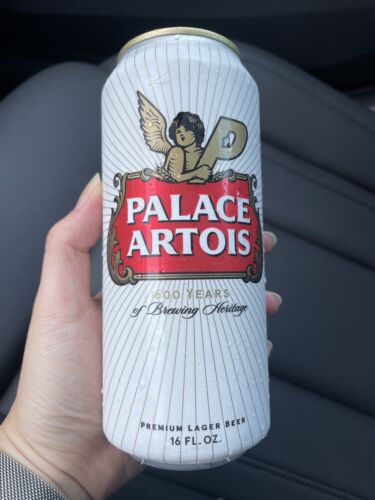 P
PALACE
ARTOIS
600 YEARS
of Brewing Heritage
PREMIUM LAGER BEER
16 FL. OZ.